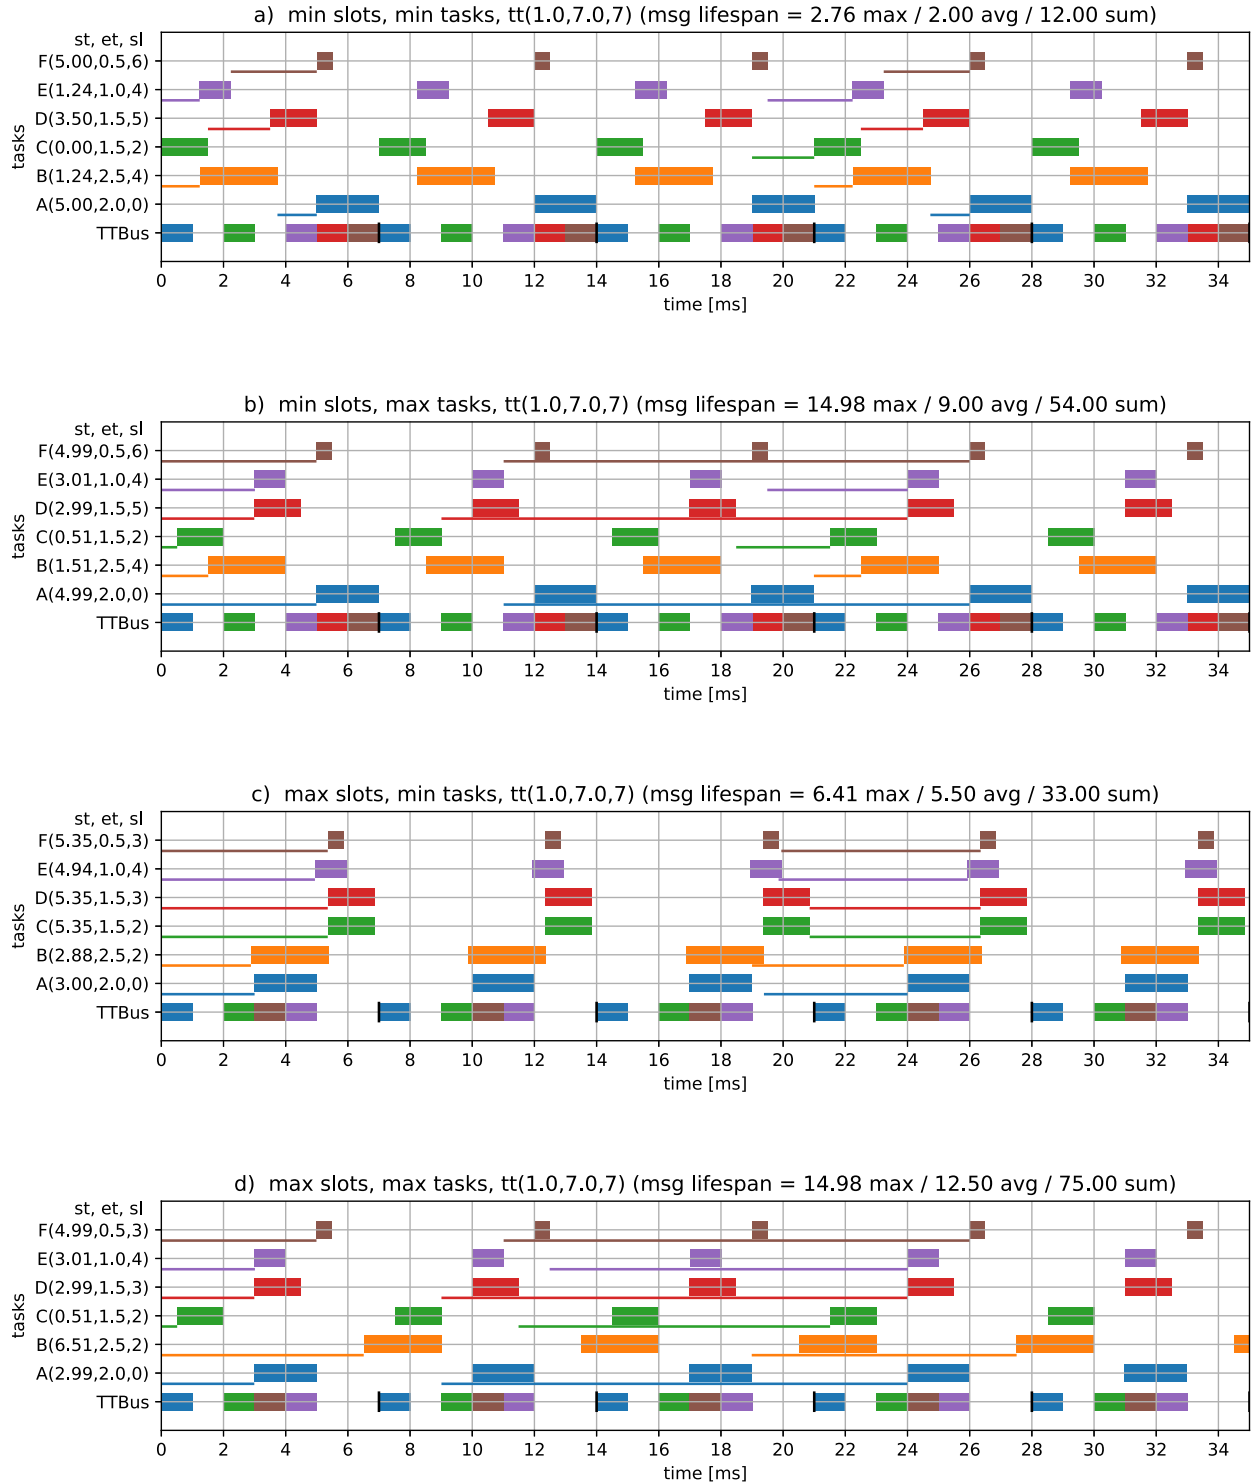 a)  min slots, min tasks, tt(1.0,7.0,7) (msg lifespan = 2.76 max / 2.00 avg / 12.00 sum)
st, et, sl
F(5.00,0.5,6)
E(1.24,1.0,4)
D(3.50,1.5,5)
C(0.00,1.5,2)
B(1.24,2.5,4)
A(5.00,2.0,0)
TTBus
tasks
0 2 4 6 8 10 12 14 16 18 20 22 24 26 28 30 32 34
time [ms]
b)  min slots, max tasks, tt(1.0,7.0,7) (msg lifespan = 14.98 max / 9.00 avg / 54.00 sum)
st, et, sl
F(4.99,0.5,6)
E(3.01,1.0,4)
D(2.99,1.5,5)
C(0.51,1.5,2)
B(1.51,2.5,4)
A(4.99,2.0,0)
TTBus
tasks
0 2 4 6 8 10 12 14 16 18 20 22 24 26 28 30 32 34
time [ms]
c)  max slots, min tasks, tt(1.0,7.0,7) (msg lifespan = 6.41 max / 5.50 avg / 33.00 sum)
st, et, sl
F(5.35,0.5,3)
E(4.94,1.0,4)
D(5.35,1.5,3)
C(5.35,1.5,2)
B(2.88,2.5,2)
A(3.00,2.0,0)
TTBus
tasks
0 2 4 6 8 10 12 14 16 18 20 22 24 26 28 30 32 34
time [ms]
d)  max slots, max tasks, tt(1.0,7.0,7) (msg lifespan = 14.98 max / 12.50 avg / 75.00 sum)
st, et, sl
F(4.99,0.5,3)
E(3.01,1.0,4)
D(2.99,1.5,3)
C(0.51,1.5,2)
B(6.51,2.5,2)
A(2.99,2.0,0)
TTBus
tasks
0 2 4 6 8 10 12 14 16 18 20 22 24 26 28 30 32 34
time [ms]